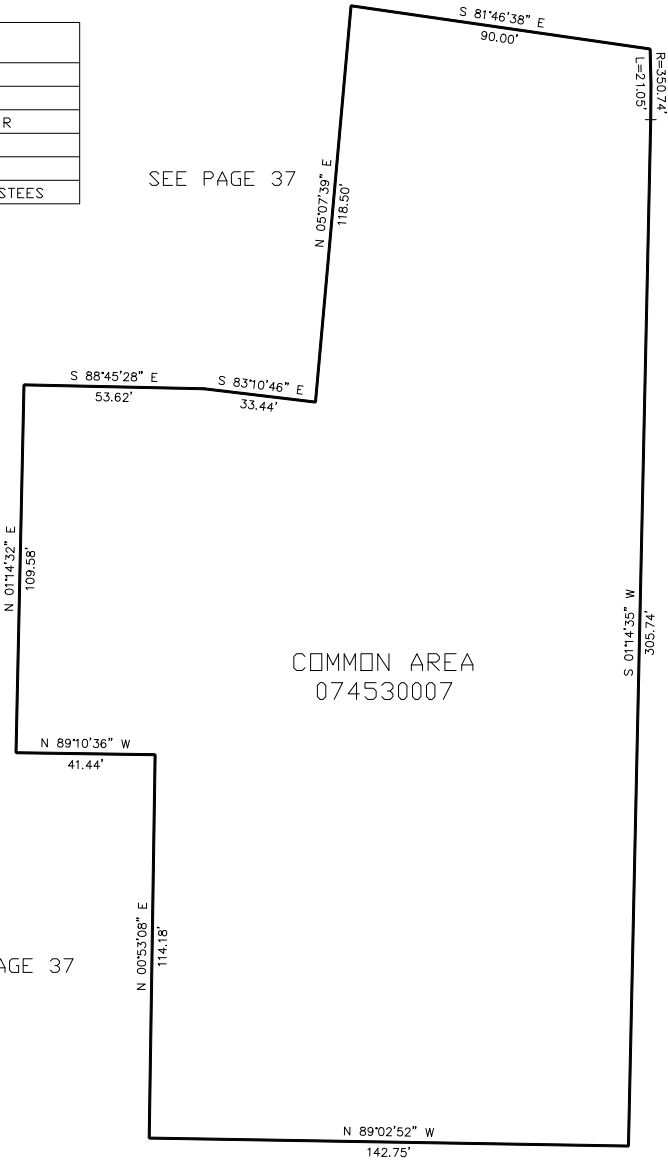 S 81°46'38" E
90.00'
R=350.74'
L=21.05'
R
STEES
SEE PAGE 37
N 05°07'39" E
118.50'
S 88°45'28" E
53.62'
S 83°10'46" E
33.44'
N 01°14'32" E
109.58'
S 01°14'35" W
305.74'
COMMON AREA
074530007
N 89°10'36" W
41.44'
N 00°53'08" E
114.18'
AGE 37
N 89°02'52" W
142.75'